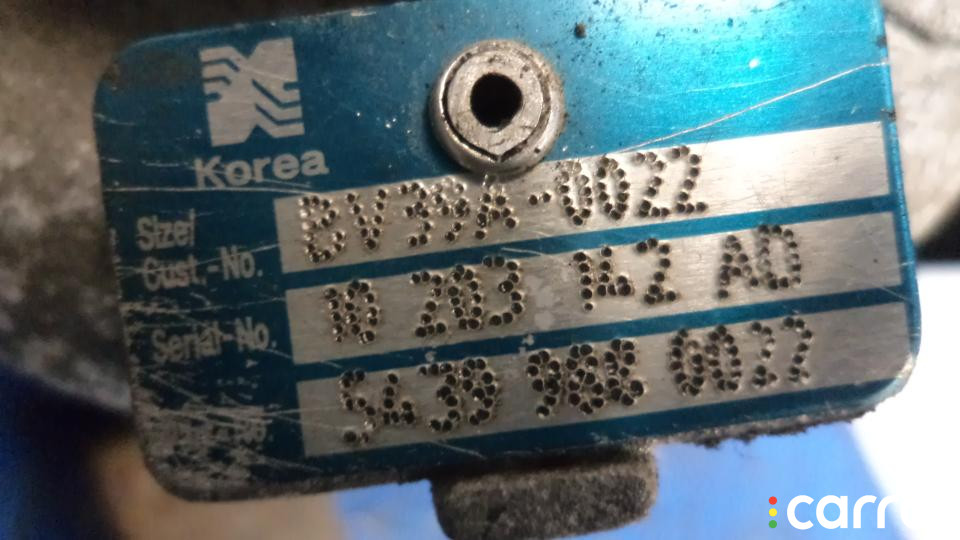 Korea
Size/ BV39A-0022
Cust.-No.
10 203 142 AD
Serial-No.
5439 988 0022
carr